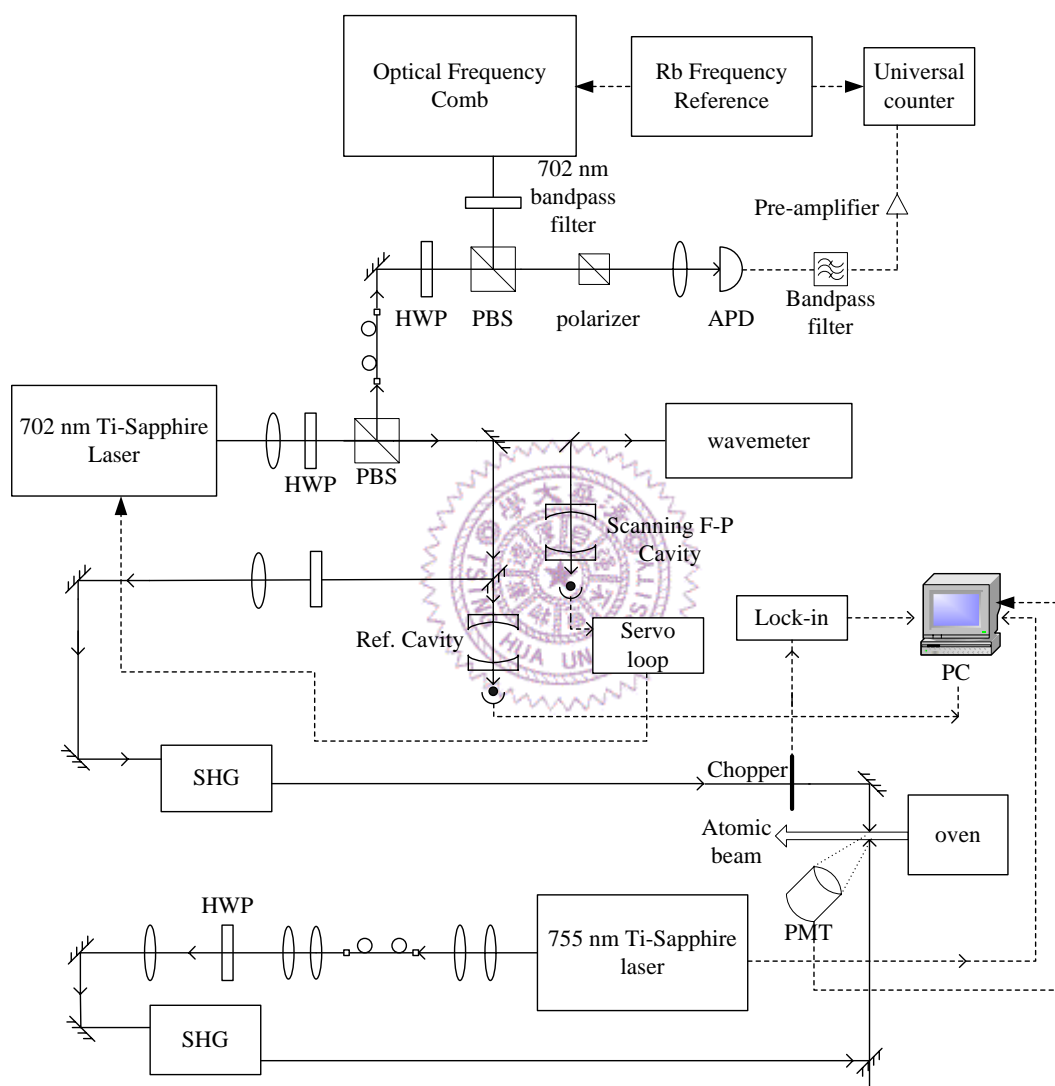 Optical Frequency
Comb
Rb Frequency
Reference
Universal
counter
702 nm
bandpass
filter
Pre-amplifier
HWP
PBS
polarizer
APD
Bandpass
filter
702 nm Ti-Sapphire
Laser
HWP
PBS
wavemeter
Scanning F-P
Cavity
Ref. Cavity
Servo
loop
Lock-in
PC
SHG
Chopper
Atomic
beam
oven
PMT
HWP
755 nm Ti-Sapphire
laser
SHG